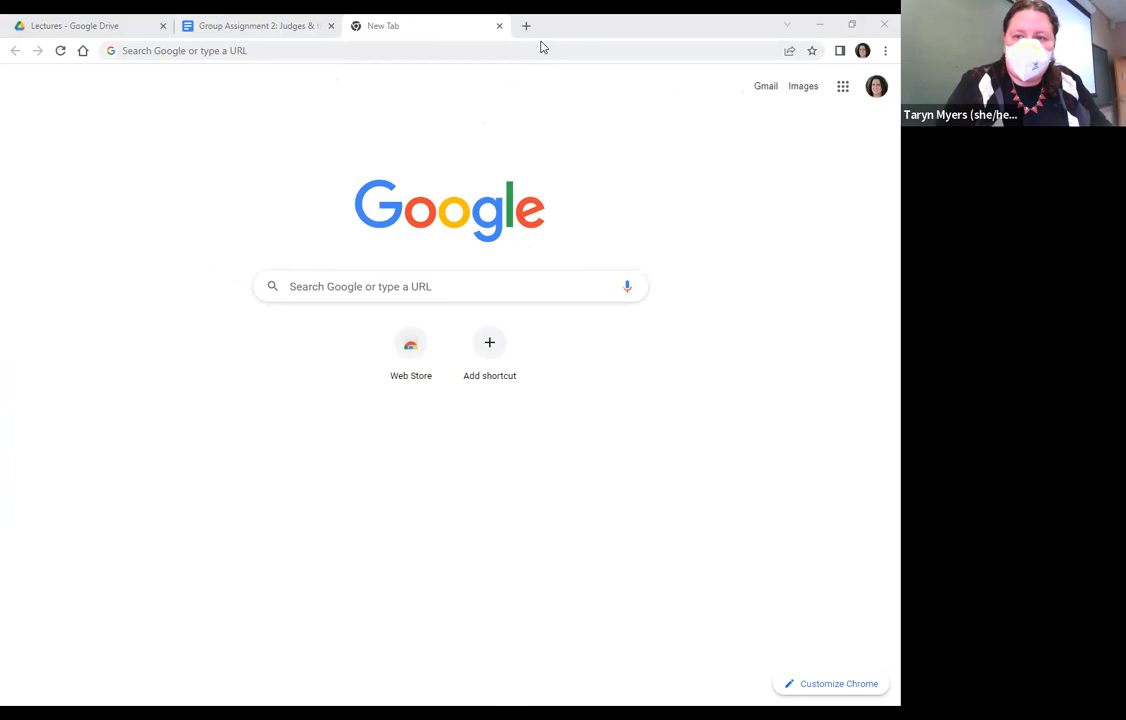 Lectures - Google Drive
Group Assignment 2: Judges & t
New Tab
Search Google or type a URL
Gmail Images
Google
Search Google or type a URL
Web Store
Add shortcut
Customize Chrome
Taryn Myers (she/he...